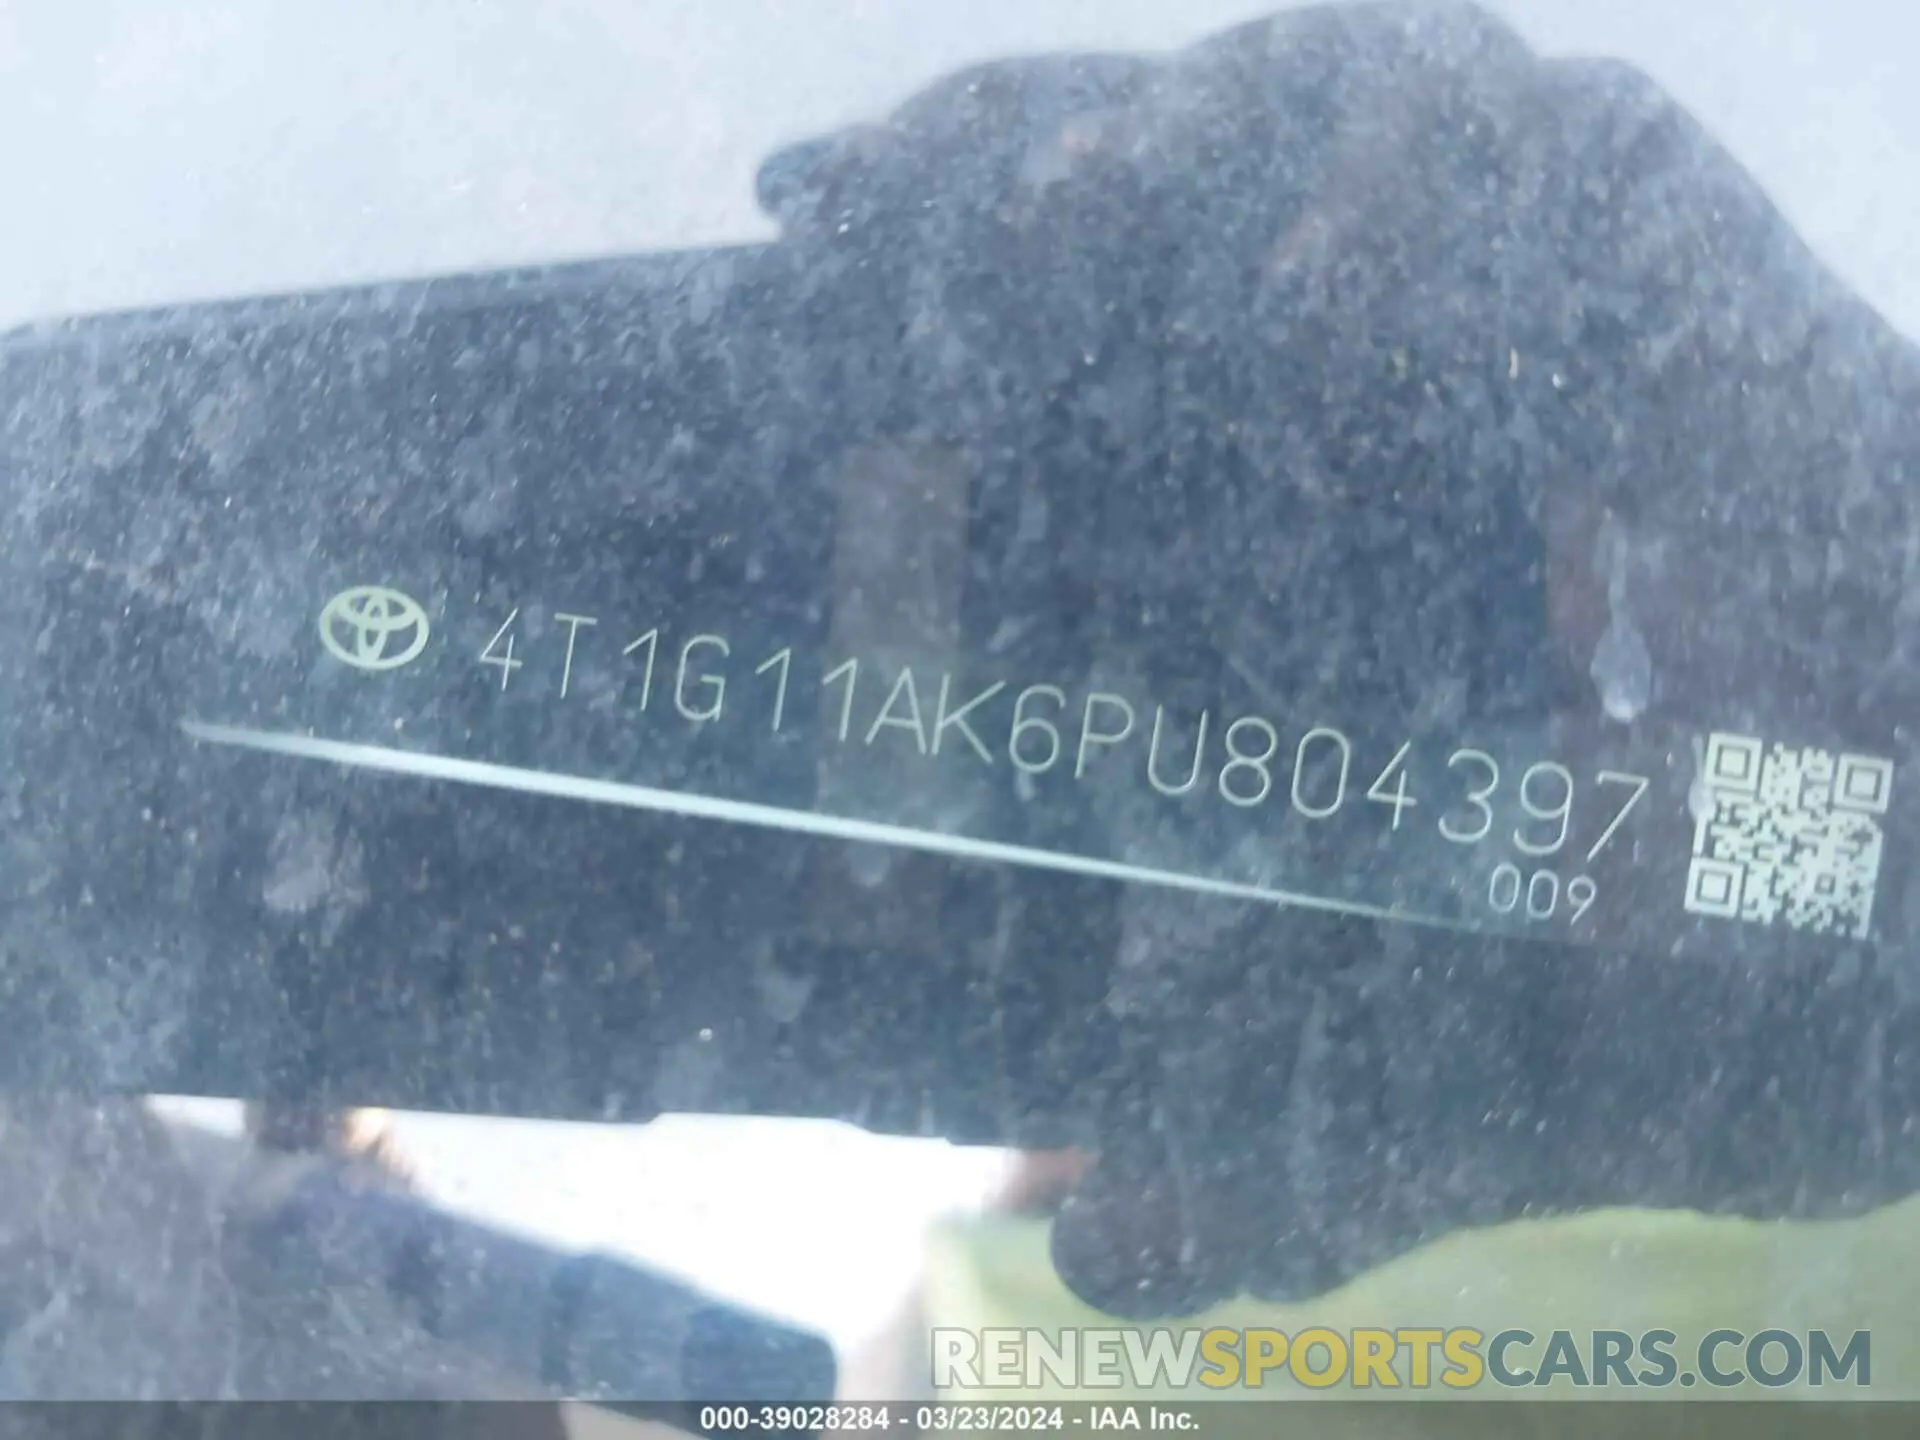 4T1G11AK6PU804397
009
RENEWSPORTSCARS.COM
000-39028284 - 03/23/2024 - IAA Inc.